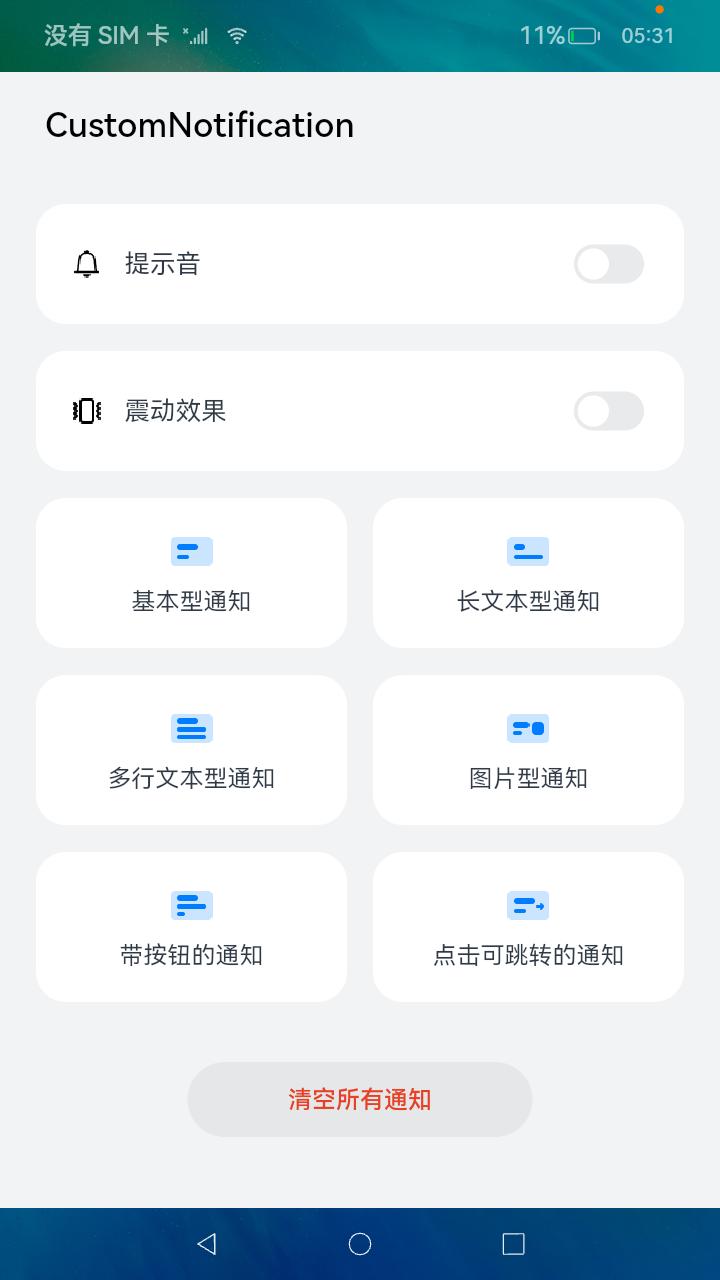 没有 SIM 卡
11%
05:31
CustomNotification
提示音
震动效果
基本型通知
长文本型通知
多行文本型通知
图片型通知
带按钮的通知
点击可跳转的通知
清空所有通知